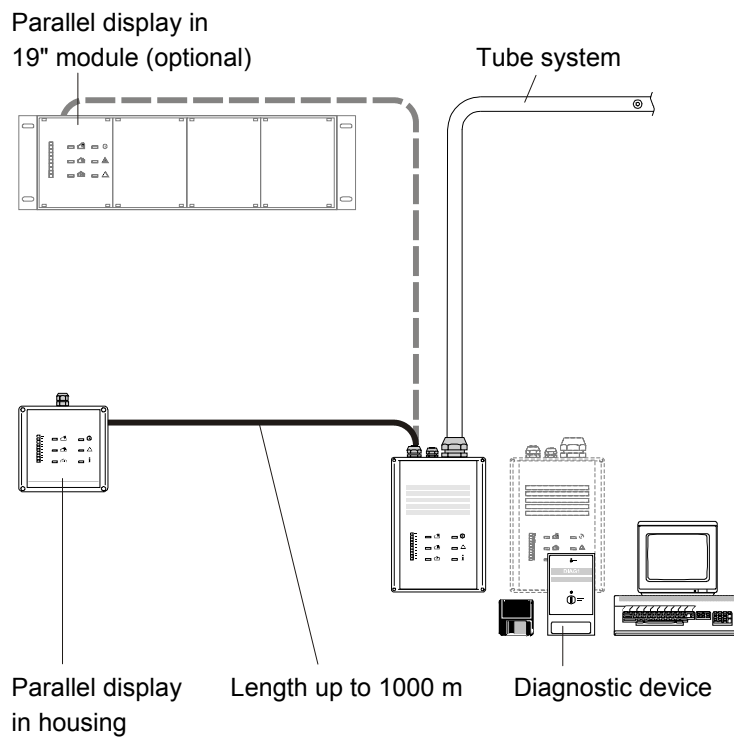 Parallel display in
19" module (optional)
Tube system
Parallel display
in housing
Length up to 1000 m
Diagnostic device